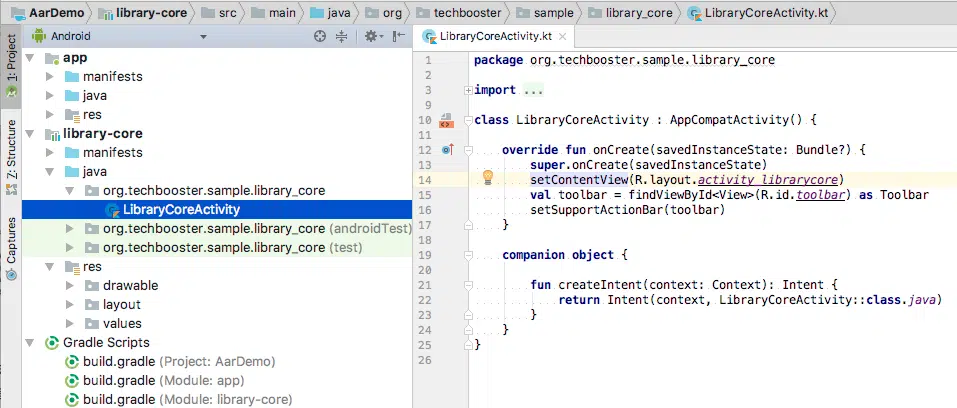 AarDemo library-core src main java org techbooster sample library_core LibraryCoreActivity.kt
1: Project
Z: Structure
Captures
Android
app
manifests
java
res
library-core
manifests
java
org.techbooster.sample.library_core
LibraryCoreActivity
org.techbooster.sample.library_core (androidTest)
org.techbooster.sample.library_core (test)
res
drawable
layout
values
Gradle Scripts
build.gradle (Project: AarDemo)
build.gradle (Module: app)
build.gradle (Module: library-core)
LibraryCoreActivity.kt
1 package org.techbooster.sample.library_core
2
3 import ...
9
10 class LibraryCoreActivity : AppCompatActivity() {
11
12 override fun onCreate(savedInstanceState: Bundle?) {
13 super.onCreate(savedInstanceState)
14 setContentView(R.layout.activity_librarycore)
15 val toolbar = findViewById<View>(R.id.toolbar) as Toolbar
16 setSupportActionBar(toolbar)
17 }
18
19 companion object {
20
21 fun createIntent(context: Context): Intent {
22 return Intent(context, LibraryCoreActivity::class.java)
23 }
24 }
25 }
26